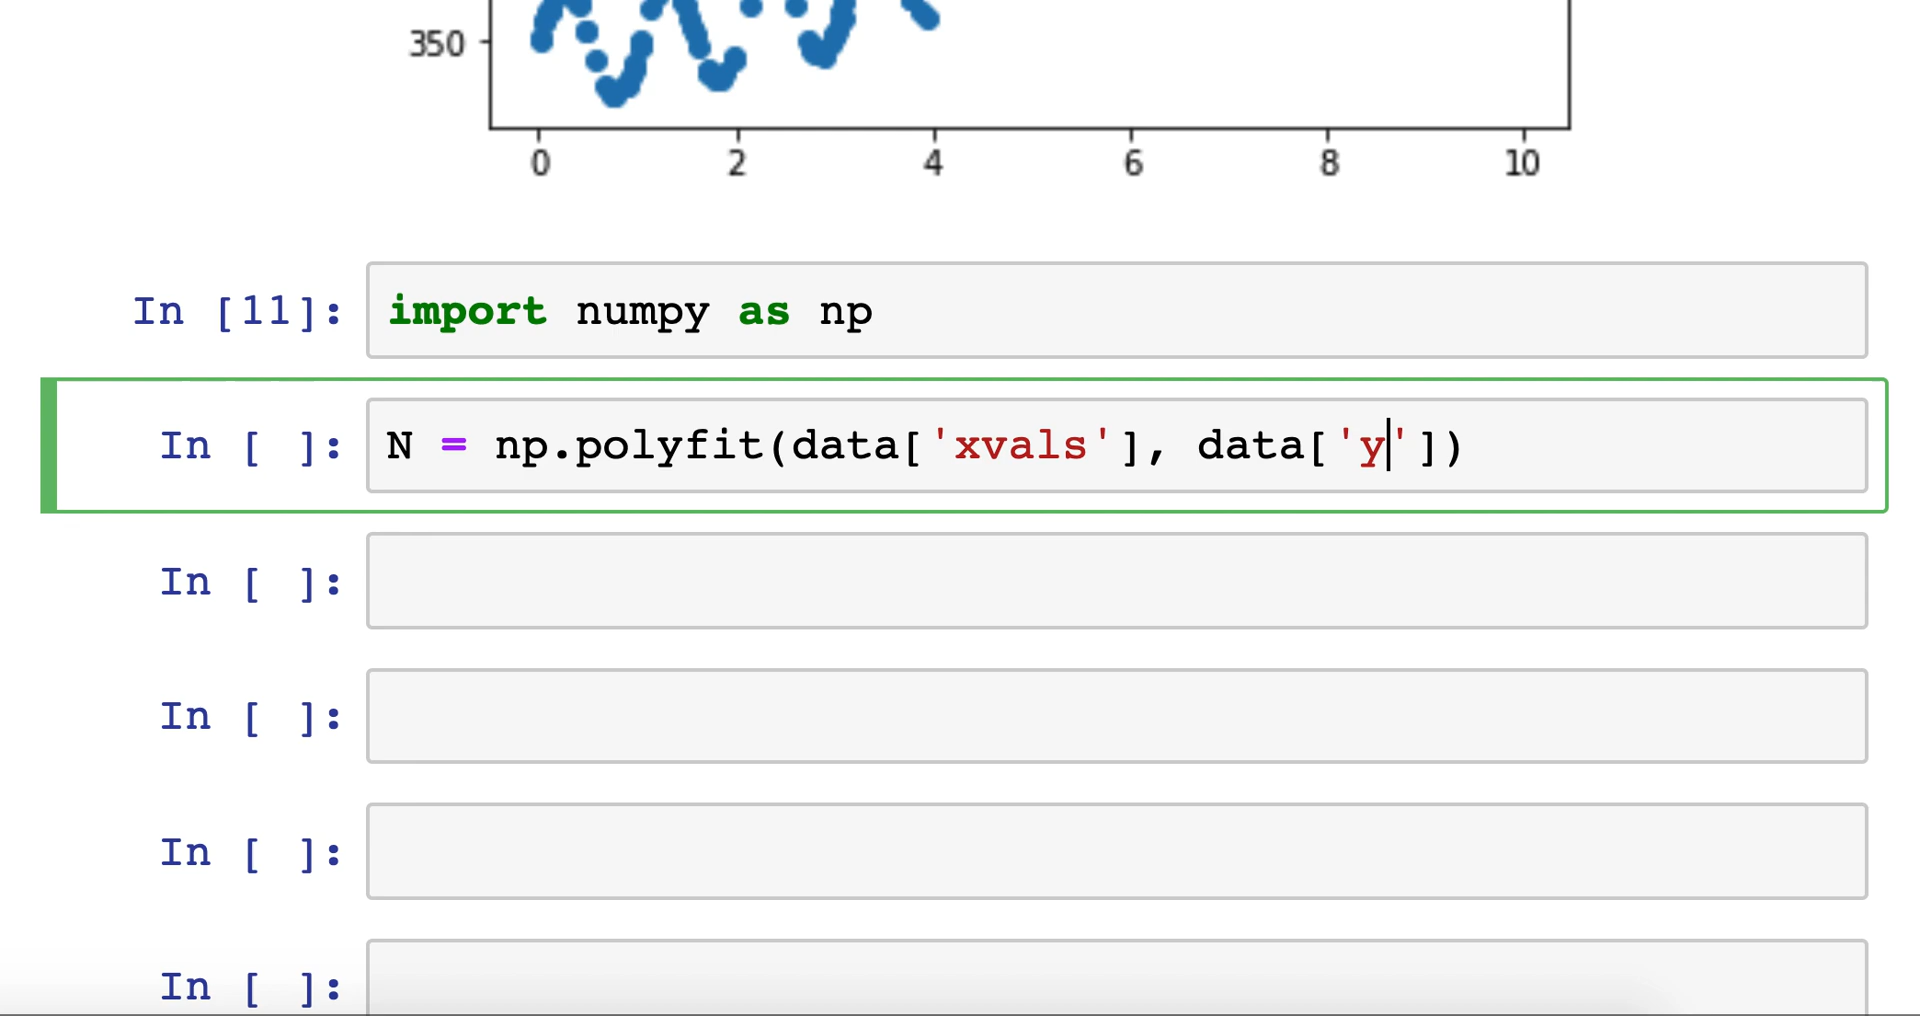 350
0 2 4 6 8 10
In [11]: import numpy as np
In [ ]: N = np.polyfit(data['xvals'], data['y'])
In [ ]:
In [ ]:
In [ ]:
In [ ]: